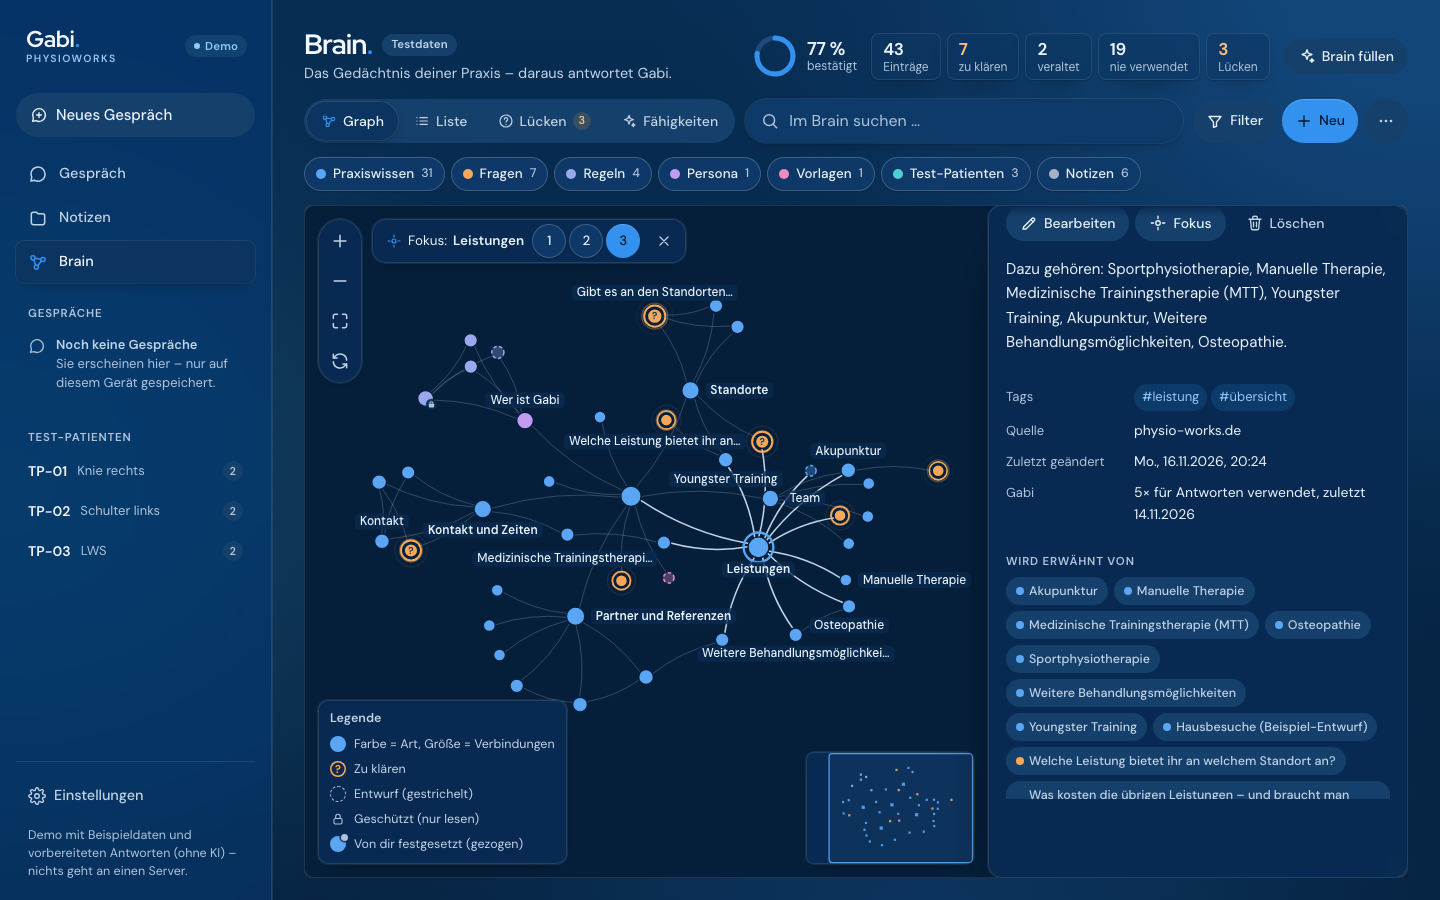 Gabi.
PHYSIOWORKS
Demo
Neues Gespräch
Gespräch
Notizen
Brain
GESPRÄCHE
Noch keine Gespräche
Sie erscheinen hier – nur auf
diesem Gerät gespeichert.
TEST-PATIENTEN
TP-01 Knie rechts 2
TP-02 Schulter links 2
TP-03 LWS 2
Einstellungen
Demo mit Beispieldaten und
vorbereiteten Antworten (ohne KI) –
nichts geht an einen Server.
Brain.
Testdaten
Das Gedächtnis deiner Praxis – daraus antwortet Gabi.
77 %
bestätigt
43
Einträge
7
zu klären
2
veraltet
19
nie verwendet
3
Lücken
Brain füllen
Graph
Liste
Lücken 3
Fähigkeiten
Im Brain suchen ...
Filter
Neu
Praxiswissen 31
Fragen 7
Regeln 4
Persona 1
Vorlagen 1
Test-Patienten 3
Notizen 6
Fokus: Leistungen 1 2 3
Gibt es an den Standorten…
Standorte
Wer ist Gabi
Welche Leistung bietet ihr an…
Akupunktur
Youngster Training
Team
Kontakt
Kontakt und Zeiten
Medizinische Trainingstherapi…
Leistungen
Manuelle Therapie
Partner und Referenzen
Osteopathie
Weitere Behandlungsmöglichkei…
Legende
Farbe = Art, Größe = Verbindungen
? Zu klären
Entwurf (gestrichelt)
Geschützt (nur lesen)
Von dir festgesetzt (gezogen)
Bearbeiten
Fokus
Löschen
Dazu gehören: Sportphysiotherapie, Manuelle Therapie,
Medizinische Trainingstherapie (MTT), Youngster
Training, Akupunktur, Weitere
Behandlungsmöglichkeiten, Osteopathie.
Tags #leistung #übersicht
Quelle physio-works.de
Zuletzt geändert Mo., 16.11.2026, 20:24
Gabi 5× für Antworten verwendet, zuletzt
14.11.2026
WIRD ERWÄHNT VON
Akupunktur
Manuelle Therapie
Medizinische Trainingstherapie (MTT)
Osteopathie
Sportphysiotherapie
Weitere Behandlungsmöglichkeiten
Youngster Training
Hausbesuche (Beispiel-Entwurf)
Welche Leistung bietet ihr an welchem Standort an?
Was kosten die übrigen Leistungen – und braucht man